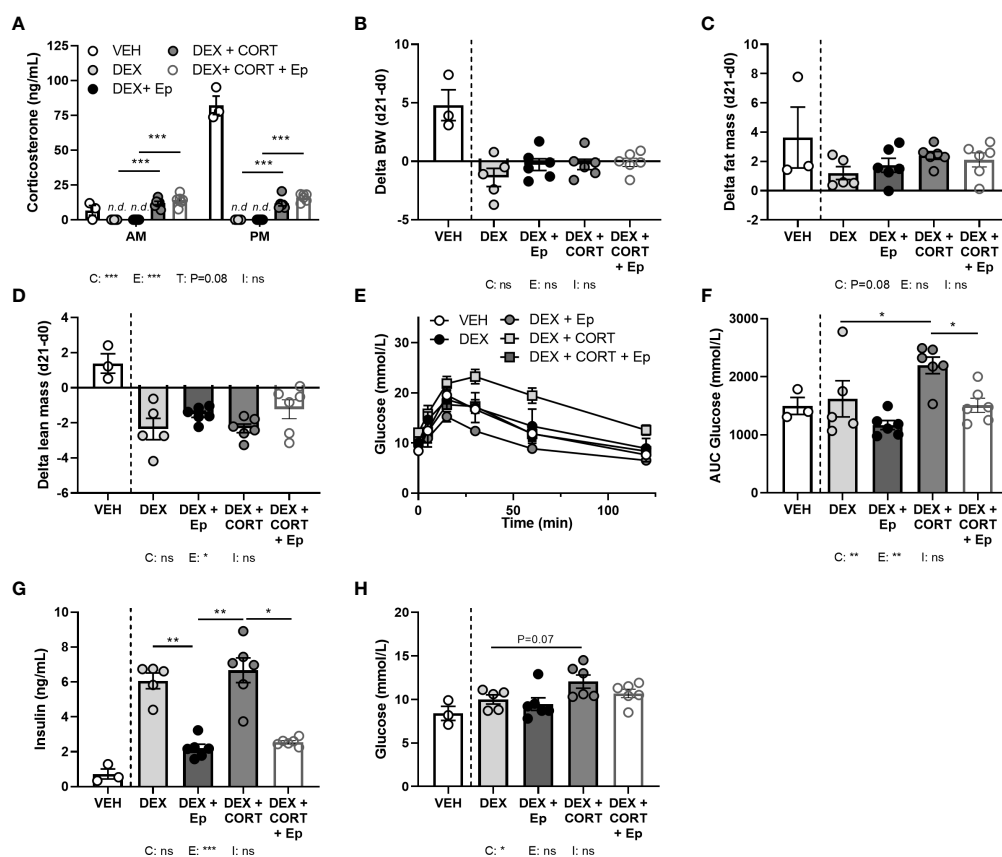 A
Corticosterone (ng/mL)
125
100
75
50
25
0
VEH
DEX
DEX+ Ep
DEX + CORT
DEX+ CORT + Ep
***
***
***
***
n.d.
n.d.
n.d.
n.d.
AM
PM
C: *** E: *** T: P=0.08 I: ns
B
Delta BW (d21-d0)
10
5
0
-5
VEH
DEX
DEX +
Ep
DEX +
CORT
DEX +
CORT
+ Ep
C: ns E: ns I: ns
C
Delta fat mass (d21-d0)
10
8
6
4
2
0
-2
VEH
DEX
DEX +
Ep
DEX +
CORT
DEX +
CORT
+ Ep
C: P=0.08 E: ns I: ns
D
Delta lean mass (d21-d0)
4
2
0
-2
-4
-6
VEH
DEX
DEX +
Ep
DEX +
CORT
DEX +
CORT
+ Ep
C: ns E: * I: ns
E
Glucose (mmol/L)
30
20
10
0
VEH
DEX
DEX + Ep
DEX + CORT
DEX + CORT + Ep
0
50
100
Time (min)
F
AUC Glucose (mmol/L)
3000
2000
1000
0
*
*
VEH
DEX
DEX +
Ep
DEX +
CORT
DEX +
CORT
+ Ep
C: ** E: ** I: ns
G
Insulin (ng/mL)
10
8
6
4
2
0
**
**
*
VEH
DEX
DEX +
Ep
DEX +
CORT
DEX +
CORT
+ Ep
C: ns E: *** I: ns
H
Glucose (mmol/L)
20
15
10
5
0
P=0.07
VEH
DEX
DEX +
Ep
DEX +
CORT
DEX +
CORT
+ Ep
C: * E: ns I: ns